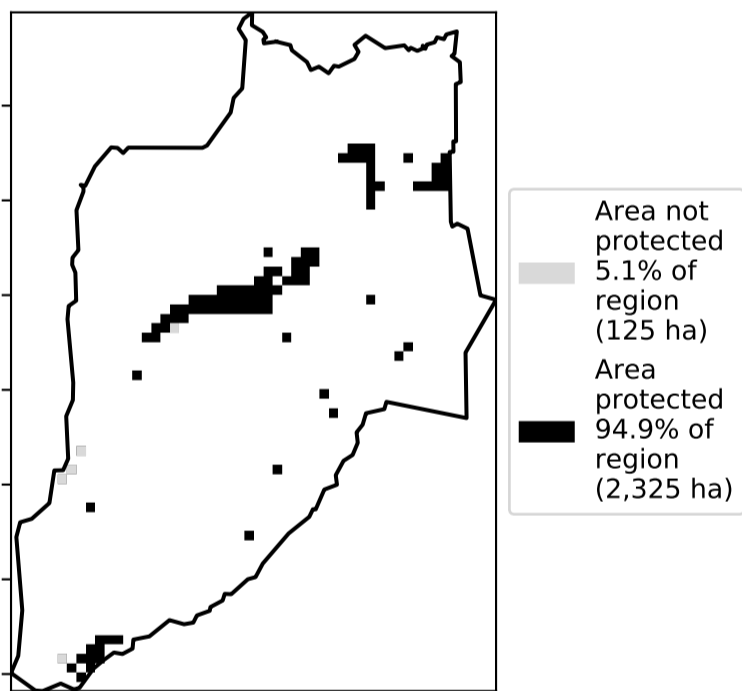 Area not
protected
5.1% of
region
(125 ha)
Area
protected
94.9% of
region
(2,325 ha)